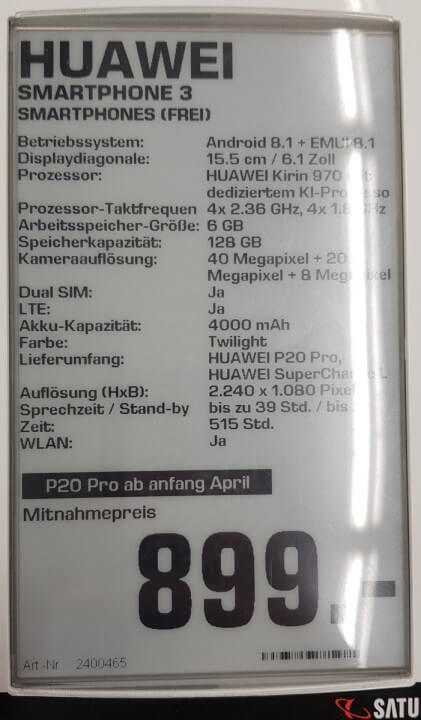 HUAWEI
SMARTPHONE 3
SMARTPHONES (FREI)
Betriebssystem: Android 8.1 + EMUI 8.1
Displaydiagonale: 15.5 cm / 6.1 Zoll
Prozessor: HUAWEI Kirin 970 mit
dediziertem KI-Prozesso
Prozessor-Taktfrequen 4x 2.36 GHz, 4x 1.8 GHz
Arbeitsspeicher-Größe: 6 GB
Speicherkapazität: 128 GB
Kameraauflösung: 40 Megapixel + 20
Megapixel + 8 Megapixel
Dual SIM: Ja
LTE: Ja
Akku-Kapazität: 4000 mAh
Farbe: Twilight
Lieferumfang: HUAWEI P20 Pro,
HUAWEI SuperCharge L
Auflösung (HxB): 2.240 x 1.080 Pixel
Sprechzeit / Stand-by bis zu 39 Std. / bis
Zeit: 515 Std.
WLAN: Ja
P20 Pro ab anfang April
Mitnahmepreis
899.-
Art.-Nr. 2400465
SATU